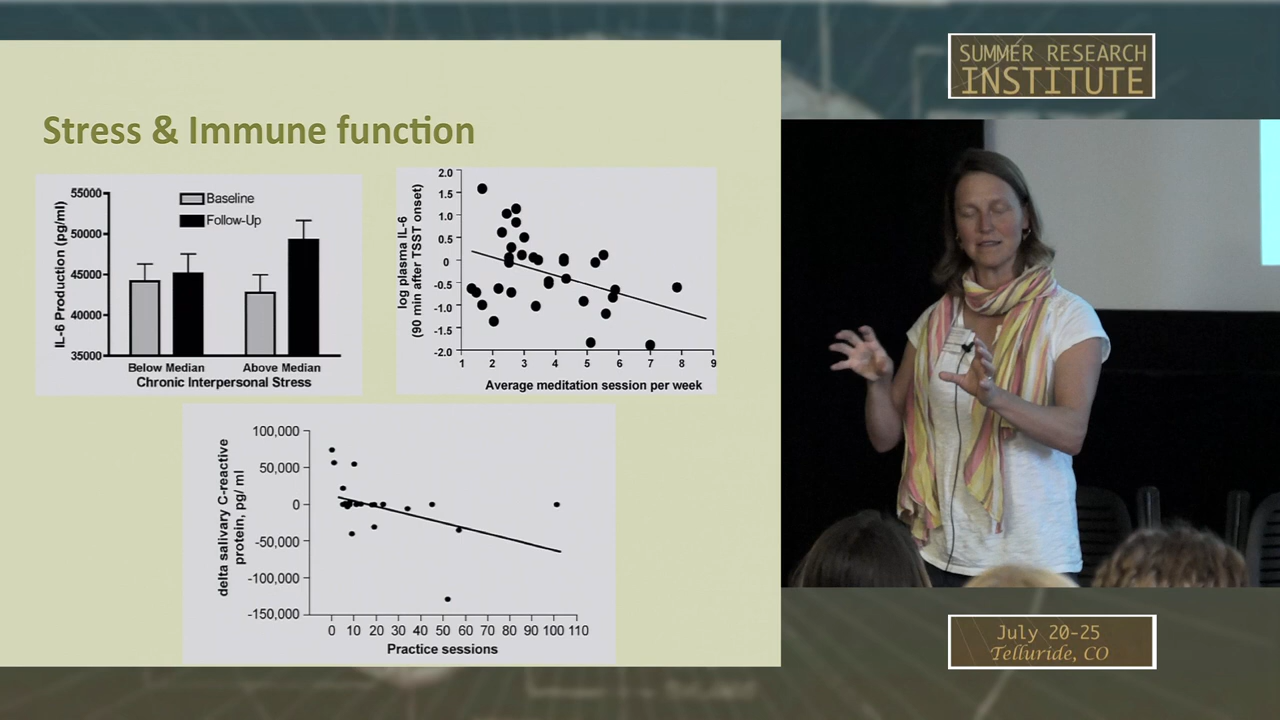 Stress & Immune function
55000
50000
45000
40000
35000
IL-6 Production (pg/ml)
Baseline
Follow-Up
Below Median
Above Median
Chronic Interpersonal Stress
2.0
1.5
1.0
0.5
0
-0.5
-1.0
-1.5
-2.0
log plasma IL-6
(90 min after TSST onset)
1 2 3 4 5 6 7 8 9
Average meditation session per week
100,000
50,000
0
-50,000
-100,000
-150,000
delta salivary C-reactive
protein, pg/ ml
0 10 20 30 40 50 60 70 80 90 100 110
Practice sessions
SUMMER RESEARCH
INSTITUTE
July 20-25
Telluride, CO